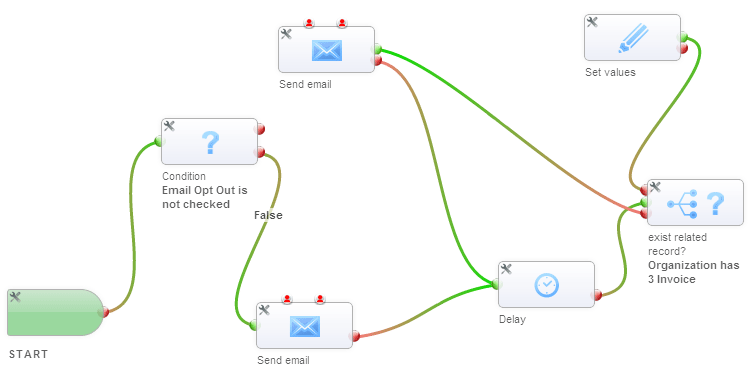 Send email
Set values
?
Condition
Email Opt Out is
not checked
False
?
exist related
record?
Organization has
3 Invoice
Delay
START
Send email